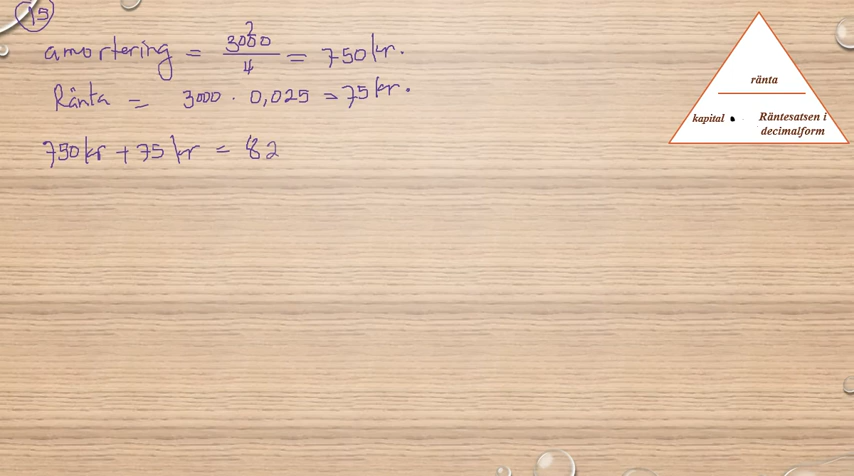 15
amortering = 3000/4 = 750 kr.
Ränta = 3000 · 0,025 = 75 kr.
750 kr + 75 kr = 82
ränta
kapital · Räntesatsen i
decimalform